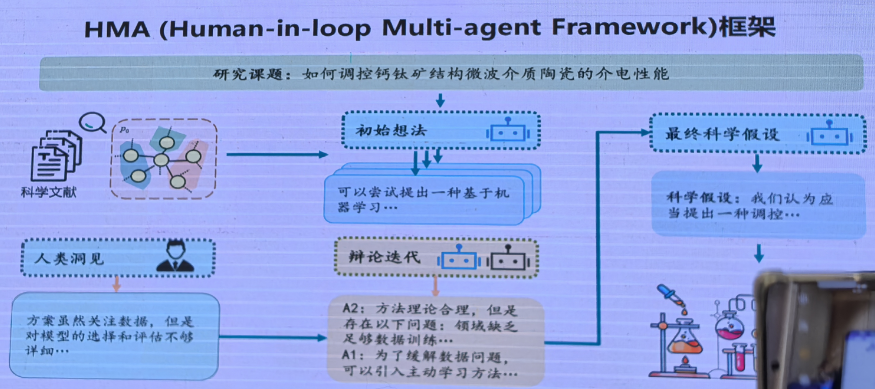 HMA (Human-in-loop Multi-agent Framework)框架
研究课题：如何调控钙钛矿结构微波介质陶瓷的介电性能
科学文献
P₀
初始想法
可以尝试提出一种基于机
器学习…
最终科学假设
科学假设：我们认为应
当提出一种调控…
人类洞见
方案虽然关注数据，但是
对模型的选择和评估不够
详细…
辩论迭代
A2：方法理论合理，但是
存在以下问题：领域缺乏
足够数据训练…
A1：为了缓解数据问题，
可以引入主动学习方法…